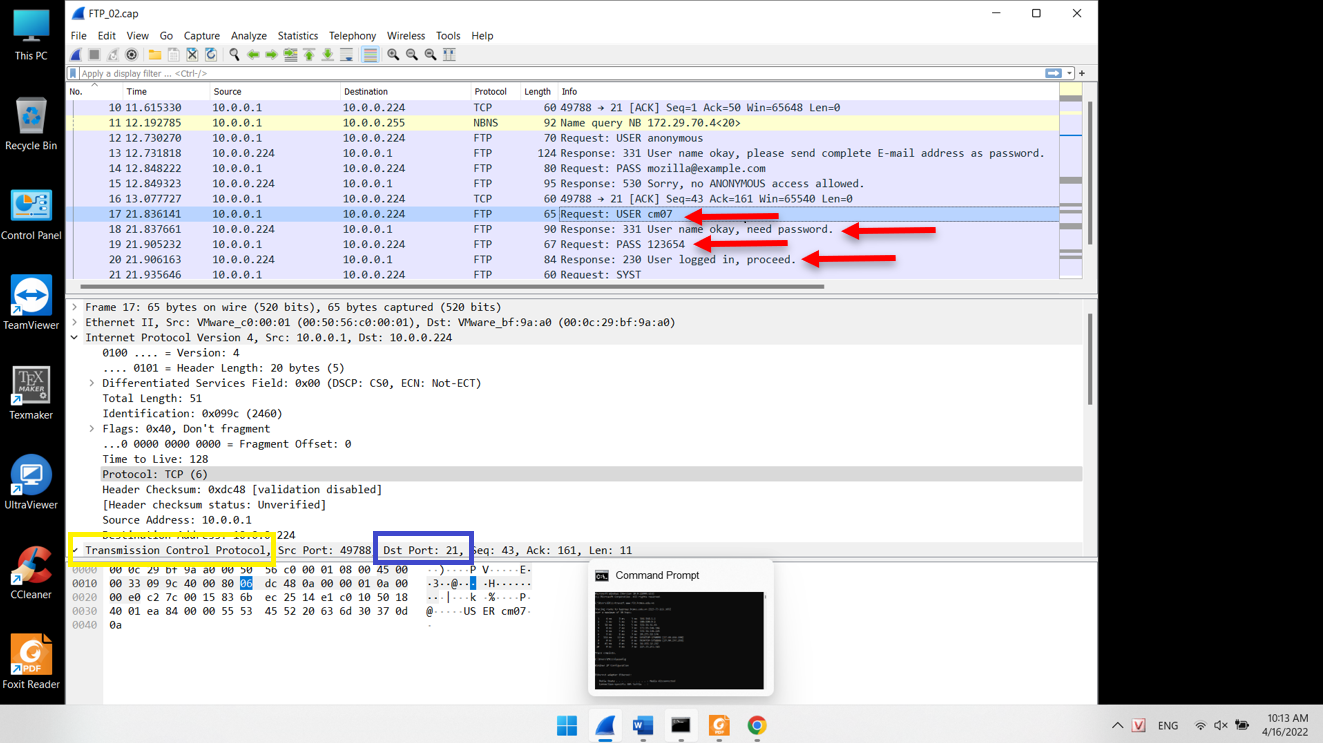 This PC
Recycle Bin
Control Panel
TeamViewer
TEX
MAKER
Texmaker
UltraViewer
CCleaner
PDF
Foxit Reader
FTP_02.cap
File Edit View Go Capture Analyze Statistics Telephony Wireless Tools Help
Apply a display filter ... <Ctrl-/>
No. Time Source Destination Protocol Length Info
10 11.615330 10.0.0.1 10.0.0.224 TCP 60 49788 → 21 [ACK] Seq=1 Ack=50 Win=65648 Len=0
11 12.192785 10.0.0.1 10.0.0.255 NBNS 92 Name query NB 172.29.70.4<20>
12 12.730270 10.0.0.1 10.0.0.224 FTP 70 Request: USER anonymous
13 12.731818 10.0.0.224 10.0.0.1 FTP 124 Response: 331 User name okay, please send complete E-mail address as password.
14 12.848222 10.0.0.1 10.0.0.224 FTP 80 Request: PASS mozilla@example.com
15 12.849323 10.0.0.224 10.0.0.1 FTP 95 Response: 530 Sorry, no ANONYMOUS access allowed.
16 13.077727 10.0.0.1 10.0.0.224 TCP 60 49788 → 21 [ACK] Seq=43 Ack=161 Win=65540 Len=0
17 21.836141 10.0.0.1 10.0.0.224 FTP 65 Request: USER cm07
18 21.837661 10.0.0.224 10.0.0.1 FTP 90 Response: 331 User name okay, need password.
19 21.905232 10.0.0.1 10.0.0.224 FTP 67 Request: PASS 123654
20 21.906163 10.0.0.224 10.0.0.1 FTP 84 Response: 230 User logged in, proceed.
21 21.935646 10.0.0.1 10.0.0.224 FTP 60 Request: SYST
Frame 17: 65 bytes on wire (520 bits), 65 bytes captured (520 bits)
Ethernet II, Src: VMware_c0:00:01 (00:50:56:c0:00:01), Dst: VMware_bf:9a:a0 (00:0c:29:bf:9a:a0)
Internet Protocol Version 4, Src: 10.0.0.1, Dst: 10.0.0.224
0100 .... = Version: 4
.... 0101 = Header Length: 20 bytes (5)
Differentiated Services Field: 0x00 (DSCP: CS0, ECN: Not-ECT)
Total Length: 51
Identification: 0x099c (2460)
Flags: 0x40, Don't fragment
...0 0000 0000 0000 = Fragment Offset: 0
Time to Live: 128
Protocol: TCP (6)
Header Checksum: 0xdc48 [validation disabled]
[Header checksum status: Unverified]
Source Address: 10.0.0.1
Destination Address: 10.0.0.224
Transmission Control Protocol, Src Port: 49788, Dst Port: 21, Seq: 43, Ack: 161, Len: 11
0000 00 0c 29 bf 9a a0 00 50 56 c0 00 01 08 00 45 00 ··)····P V·····E·
0010 00 33 09 9c 40 00 80 06 dc 48 0a 00 00 01 0a 00 ·3··@··· ·H······
0020 00 e0 c2 7c 00 15 83 6b ec 25 14 e1 c0 10 50 18 ···|···k ·%····P·
0030 40 01 ea 84 00 00 55 53 45 52 20 63 6d 30 37 0d @·····US ER cm07·
0040 0a ·
Command Prompt
ENG
10:13 AM
4/16/2022